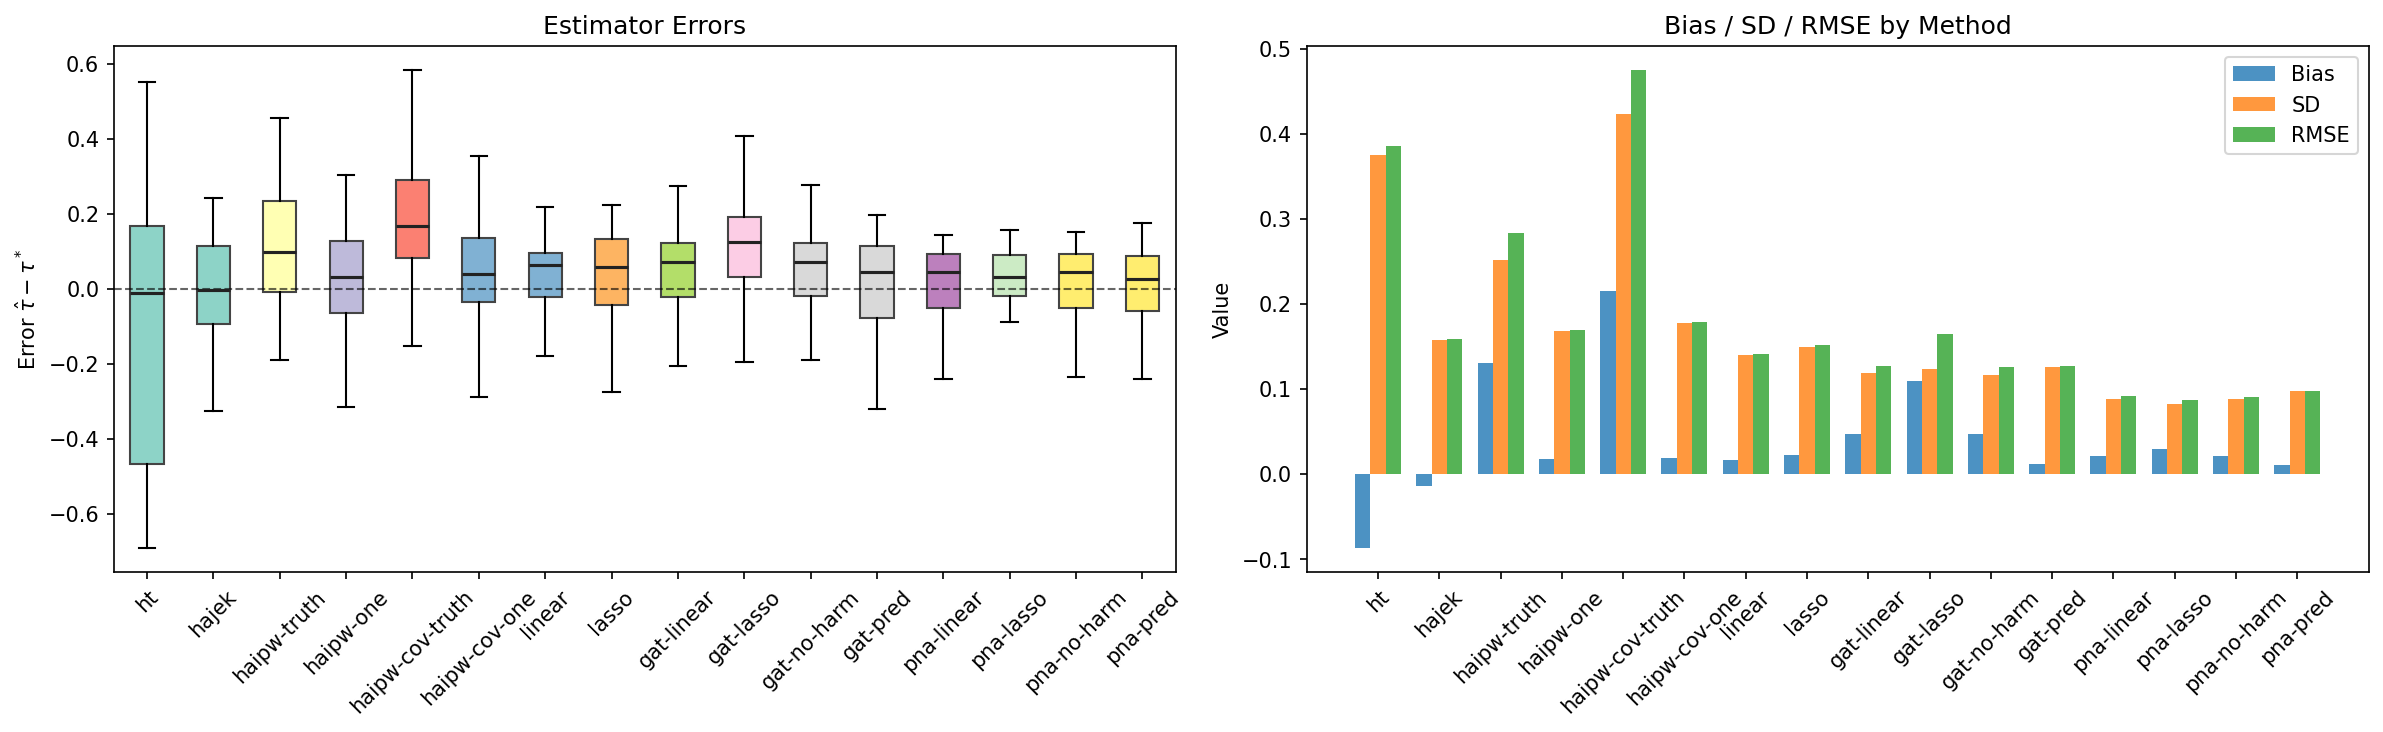 Estimator Errors
Error τ̂ − τ*
0.6
0.4
0.2
0.0
−0.2
−0.4
−0.6
ht
hajek
haipw-truth
haipw-one
haipw-cov-truth
haipw-cov-one
linear
lasso
gat-linear
gat-lasso
gat-no-harm
gat-pred
pna-linear
pna-lasso
pna-no-harm
pna-pred
Bias / SD / RMSE by Method
Value
0.5
0.4
0.3
0.2
0.1
0.0
−0.1
Bias
SD
RMSE
ht
hajek
haipw-truth
haipw-one
haipw-cov-truth
haipw-cov-one
linear
lasso
gat-linear
gat-lasso
gat-no-harm
gat-pred
pna-linear
pna-lasso
pna-no-harm
pna-pred